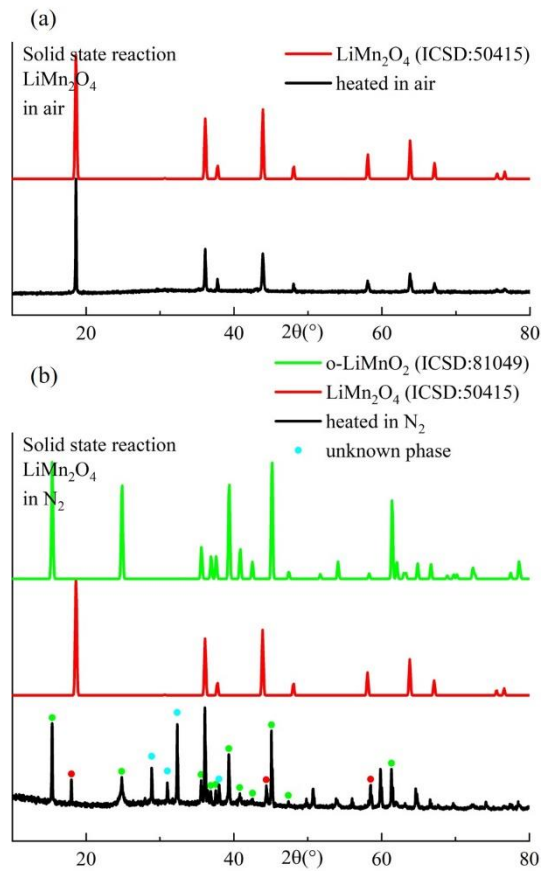 (a)
Solid state reaction
LiMn₂O₄
in air
LiMn₂O₄ (ICSD:50415)
heated in air
20
40
2θ(°)
60
80
(b)
o-LiMnO₂ (ICSD:81049)
LiMn₂O₄ (ICSD:50415)
heated in N₂
unknown phase
Solid state reaction
LiMn₂O₄
in N₂
20
40
2θ(°)
60
80